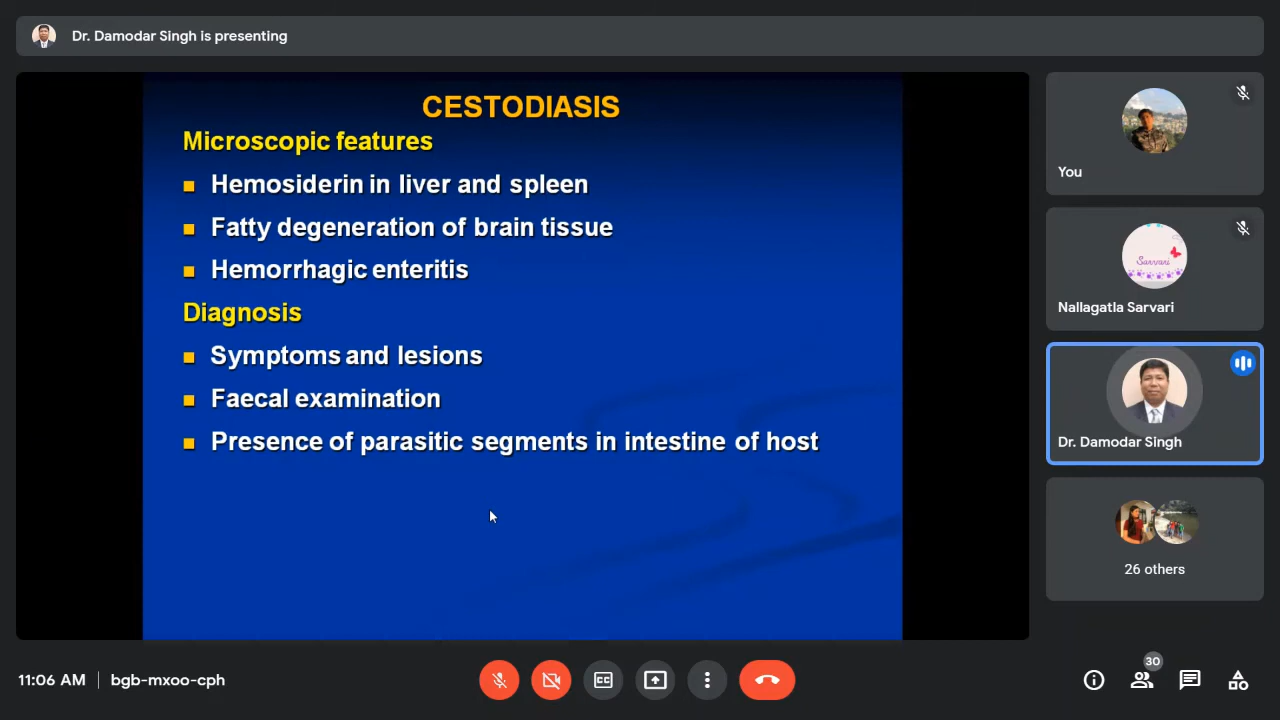 Dr. Damodar Singh is presenting
CESTODIASIS
Microscopic features
Hemosiderin in liver and spleen
Fatty degeneration of brain tissue
Hemorrhagic enteritis
Diagnosis
Symptoms and lesions
Faecal examination
Presence of parasitic segments in intestine of host
You
Sarvari
Nallagatla Sarvari
Dr. Damodar Singh
26 others
11:06 AM
bgb-mxoo-cph
CC
30